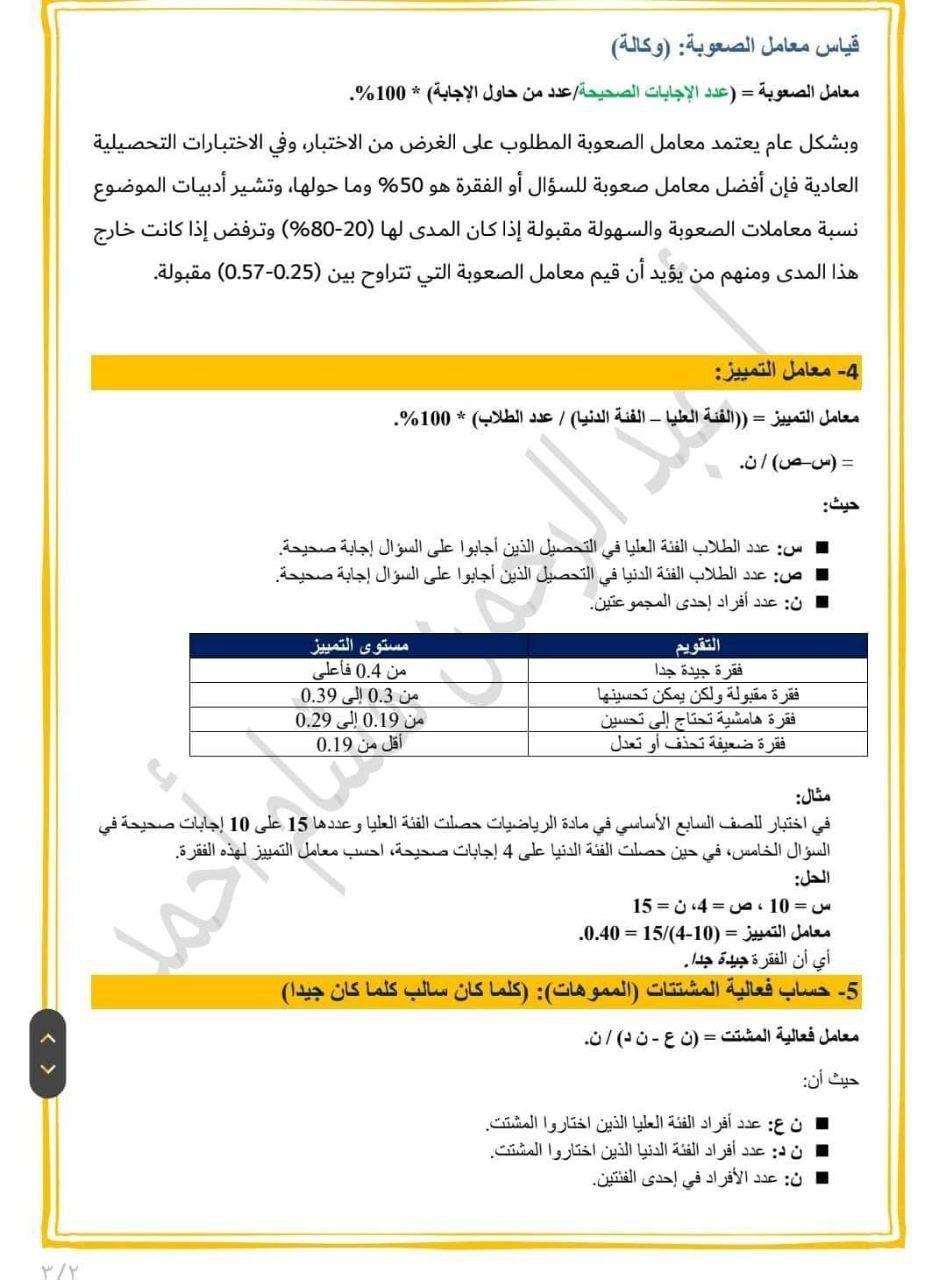 قياس معامل الصعوبة: (وكالة)
معامل الصعوبة = (عدد الإجابات الصحيحة/عدد من حاول الإجابة) * 100%.
وبشكل عام يعتمد معامل الصعوبة المطلوب على الغرض من الاختبار، وفي الاختبارات التحصيلية
العادية فإن أفضل معامل صعوبة للسؤال أو الفقرة هو 50% وما حولها، وتشير أدبيات الموضوع
نسبة معاملات الصعوبة والسهولة مقبولة إذا كان المدى لها (20-80%) وترفض إذا كانت خارج
هذا المدى ومنهم من يؤيد أن قيم معامل الصعوبة التي تتراوح بين (0.25-0.57) مقبولة.
4- معامل التمييز:
معامل التمييز = ((الفئة العليا – الفئة الدنيا) / عدد الطلاب) * 100%.
= (س–ص) / ن.
حيث:
■ س: عدد الطلاب الفئة العليا في التحصيل الذين أجابوا على السؤال إجابة صحيحة.
■ ص: عدد الطلاب الفئة الدنيا في التحصيل الذين أجابوا على السؤال إجابة صحيحة.
■ ن: عدد أفراد إحدى المجموعتين.
التقويم مستوى التمييز
فقرة جيدة جدا من 0.4 فأعلى
فقرة مقبولة ولكن يمكن تحسينها من 0.3 إلى 0.39
فقرة هامشية تحتاج إلى تحسين من 0.19 إلى 0.29
فقرة ضعيفة تحذف أو تعدل أقل من 0.19
مثال:
في اختبار للصف السابع الأساسي في مادة الرياضيات حصلت الفئة العليا وعددها 15 على 10 إجابات صحيحة في
السؤال الخامس، في حين حصلت الفئة الدنيا على 4 إجابات صحيحة، احسب معامل التمييز لهذه الفقرة.
الحل:
س = 10 ، ص = 4، ن = 15
معامل التمييز = (10-4)/15 = 0.40.
أي أن الفقرة جيدة جدا.
5- حساب فعالية المشتتات (المموهات): (كلما كان سالب كلما كان جيدا)
معامل فعالية المشتت = (ن ع - ن د) / ن.
حيث أن:
■ ن ع: عدد أفراد الفئة العليا الذين اختاروا المشتت.
■ ن د: عدد أفراد الفئة الدنيا الذين اختاروا المشتت.
■ ن: عدد الأفراد في إحدى الفئتين.
أ.عبد الرحمن هشام أحمد
٣/٢